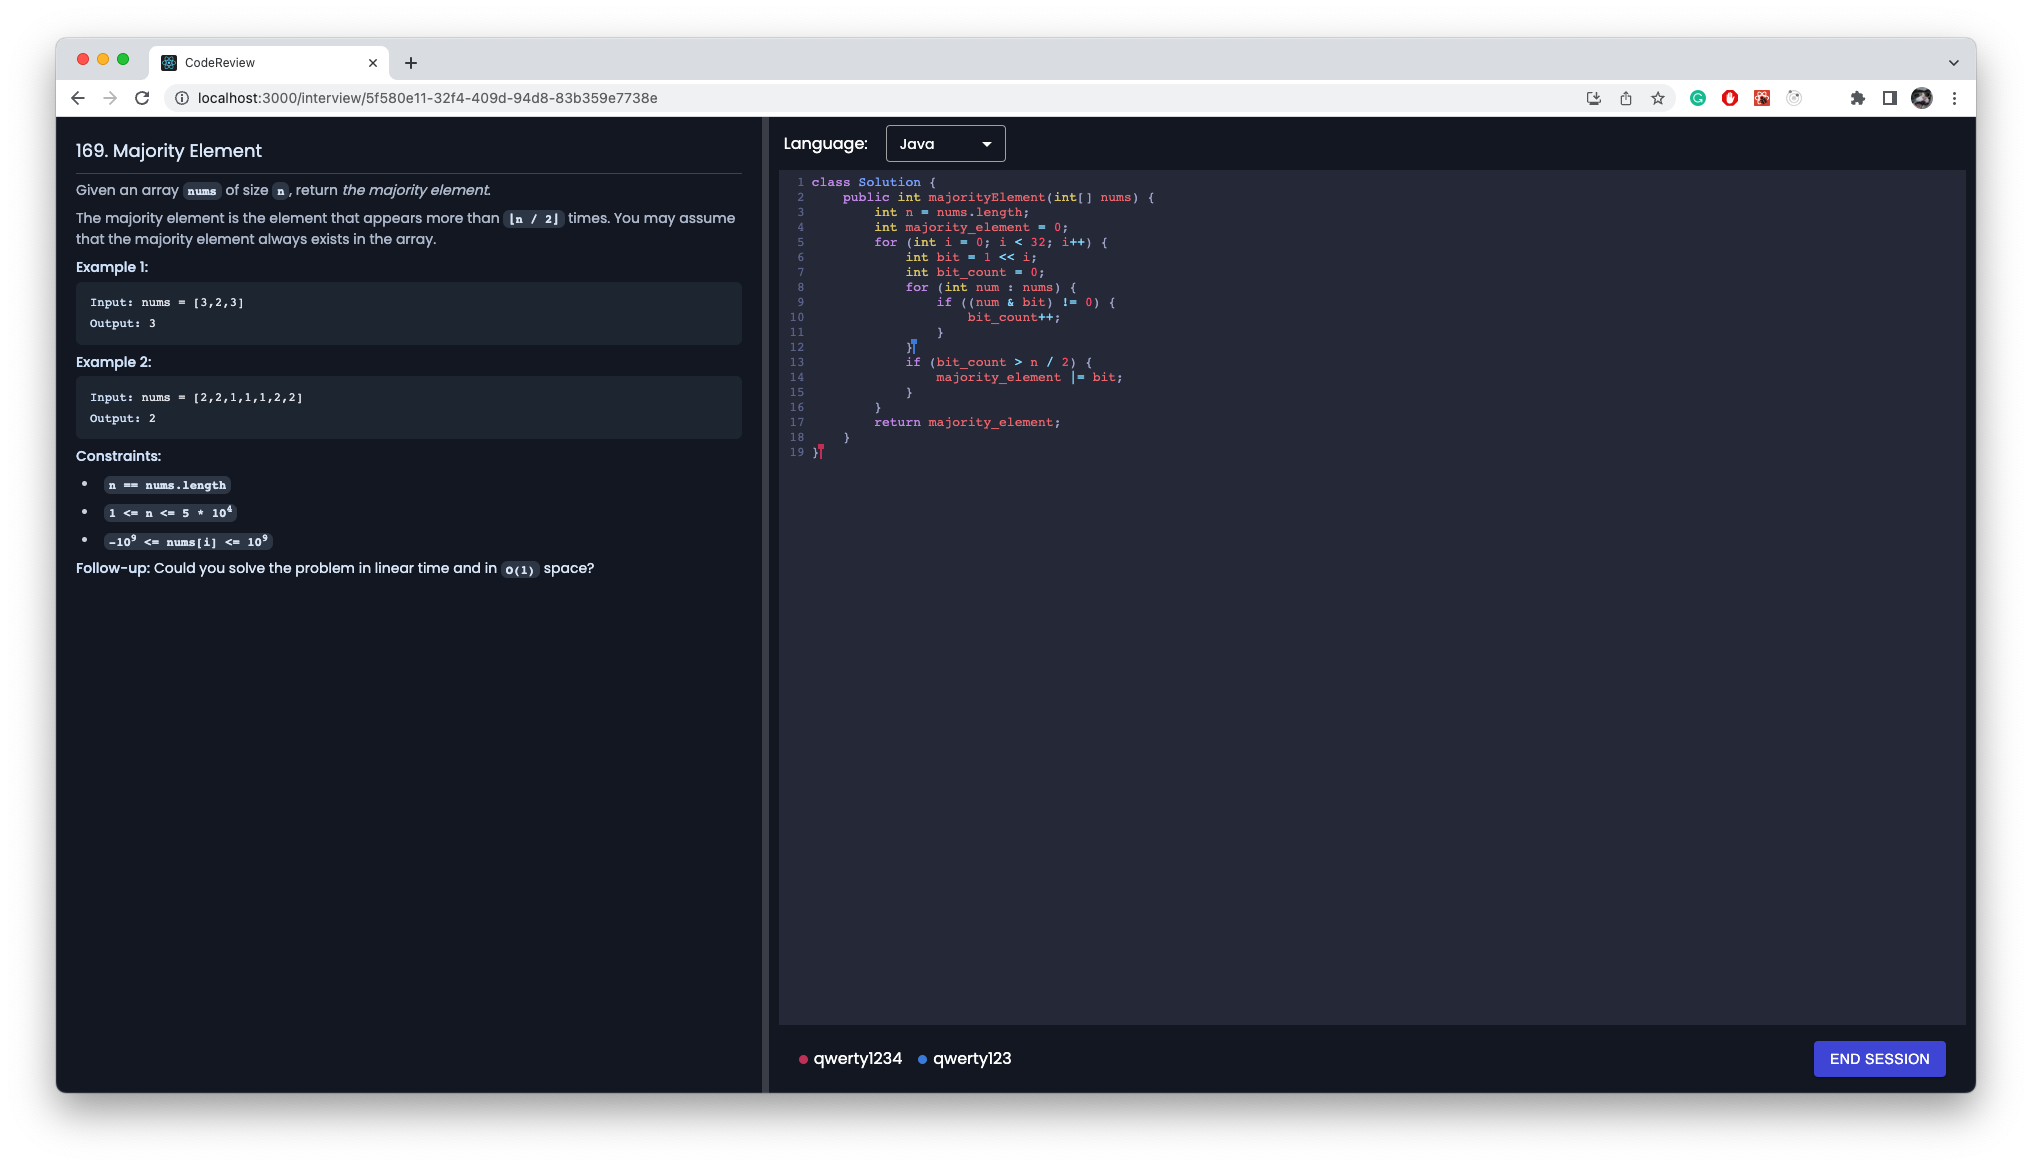 CodeReview
localhost:3000/interview/5f580e11-32f4-409d-94d8-83b359e7738e
169. Majority Element
Given an array nums of size n, return the majority element.
The majority element is the element that appears more than ⌊n / 2⌋ times. You may assume
that the majority element always exists in the array.
Example 1:
Input: nums = [3,2,3]
Output: 3
Example 2:
Input: nums = [2,2,1,1,1,2,2]
Output: 2
Constraints:
n == nums.length
1 <= n <= 5 * 10⁴
-10⁹ <= nums[i] <= 10⁹
Follow-up: Could you solve the problem in linear time and in O(1) space?
Language: Java
1 class Solution {
2     public int majorityElement(int[] nums) {
3         int n = nums.length;
4         int majority_element = 0;
5         for (int i = 0; i < 32; i++) {
6             int bit = 1 << i;
7             int bit_count = 0;
8             for (int num : nums) {
9                 if ((num & bit) != 0) {
10                     bit_count++;
11                 }
12             }
13             if (bit_count > n / 2) {
14                 majority_element |= bit;
15             }
16         }
17         return majority_element;
18     }
19 }
qwerty1234 qwerty123
END SESSION